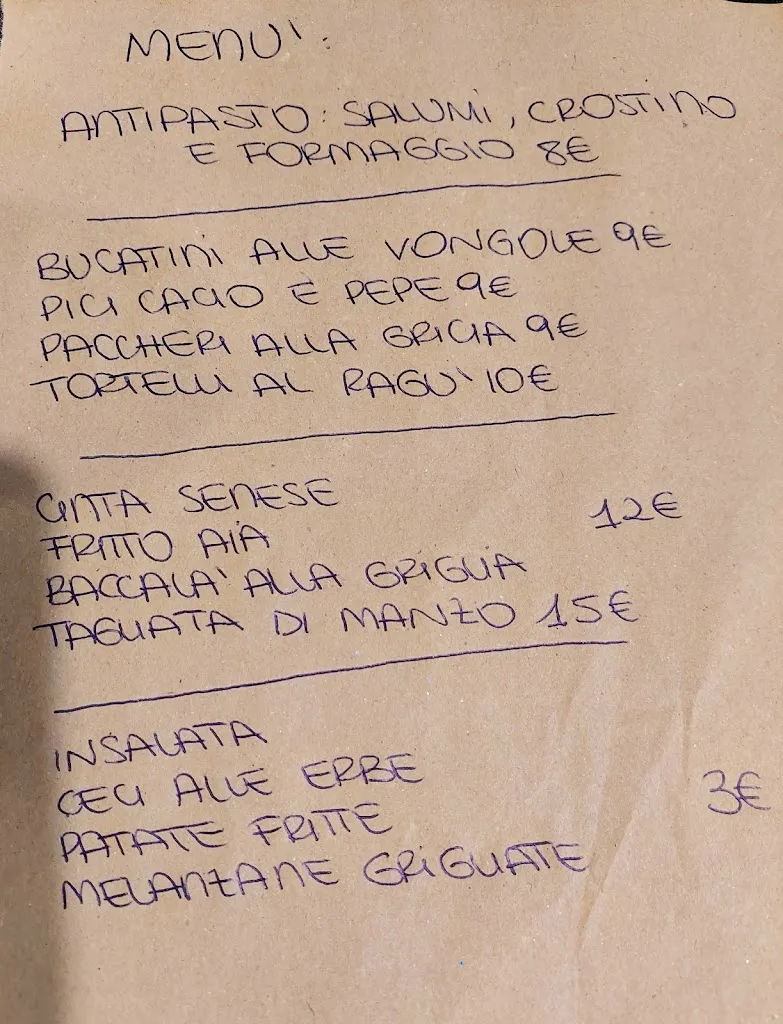 MENU':
ANTIPASTO: SALUMI, CROSTINO
E FORMAGGIO 8€
BUCATINI ALLE VONGOLE 9€
PICI CACIO E PEPE 9€
PACCHERI ALLA GRICIA 9€
TORTELLI AL RAGU' 10€
CINTA SENESE
FRITTO AIA 12€
BACCALA' ALLA GRIGLIA
TAGLIATA DI MANZO 15€
INSALATA
CECI ALLE ERBE
PATATE FRITTE 3€
MELANZANE GRIGLIATE